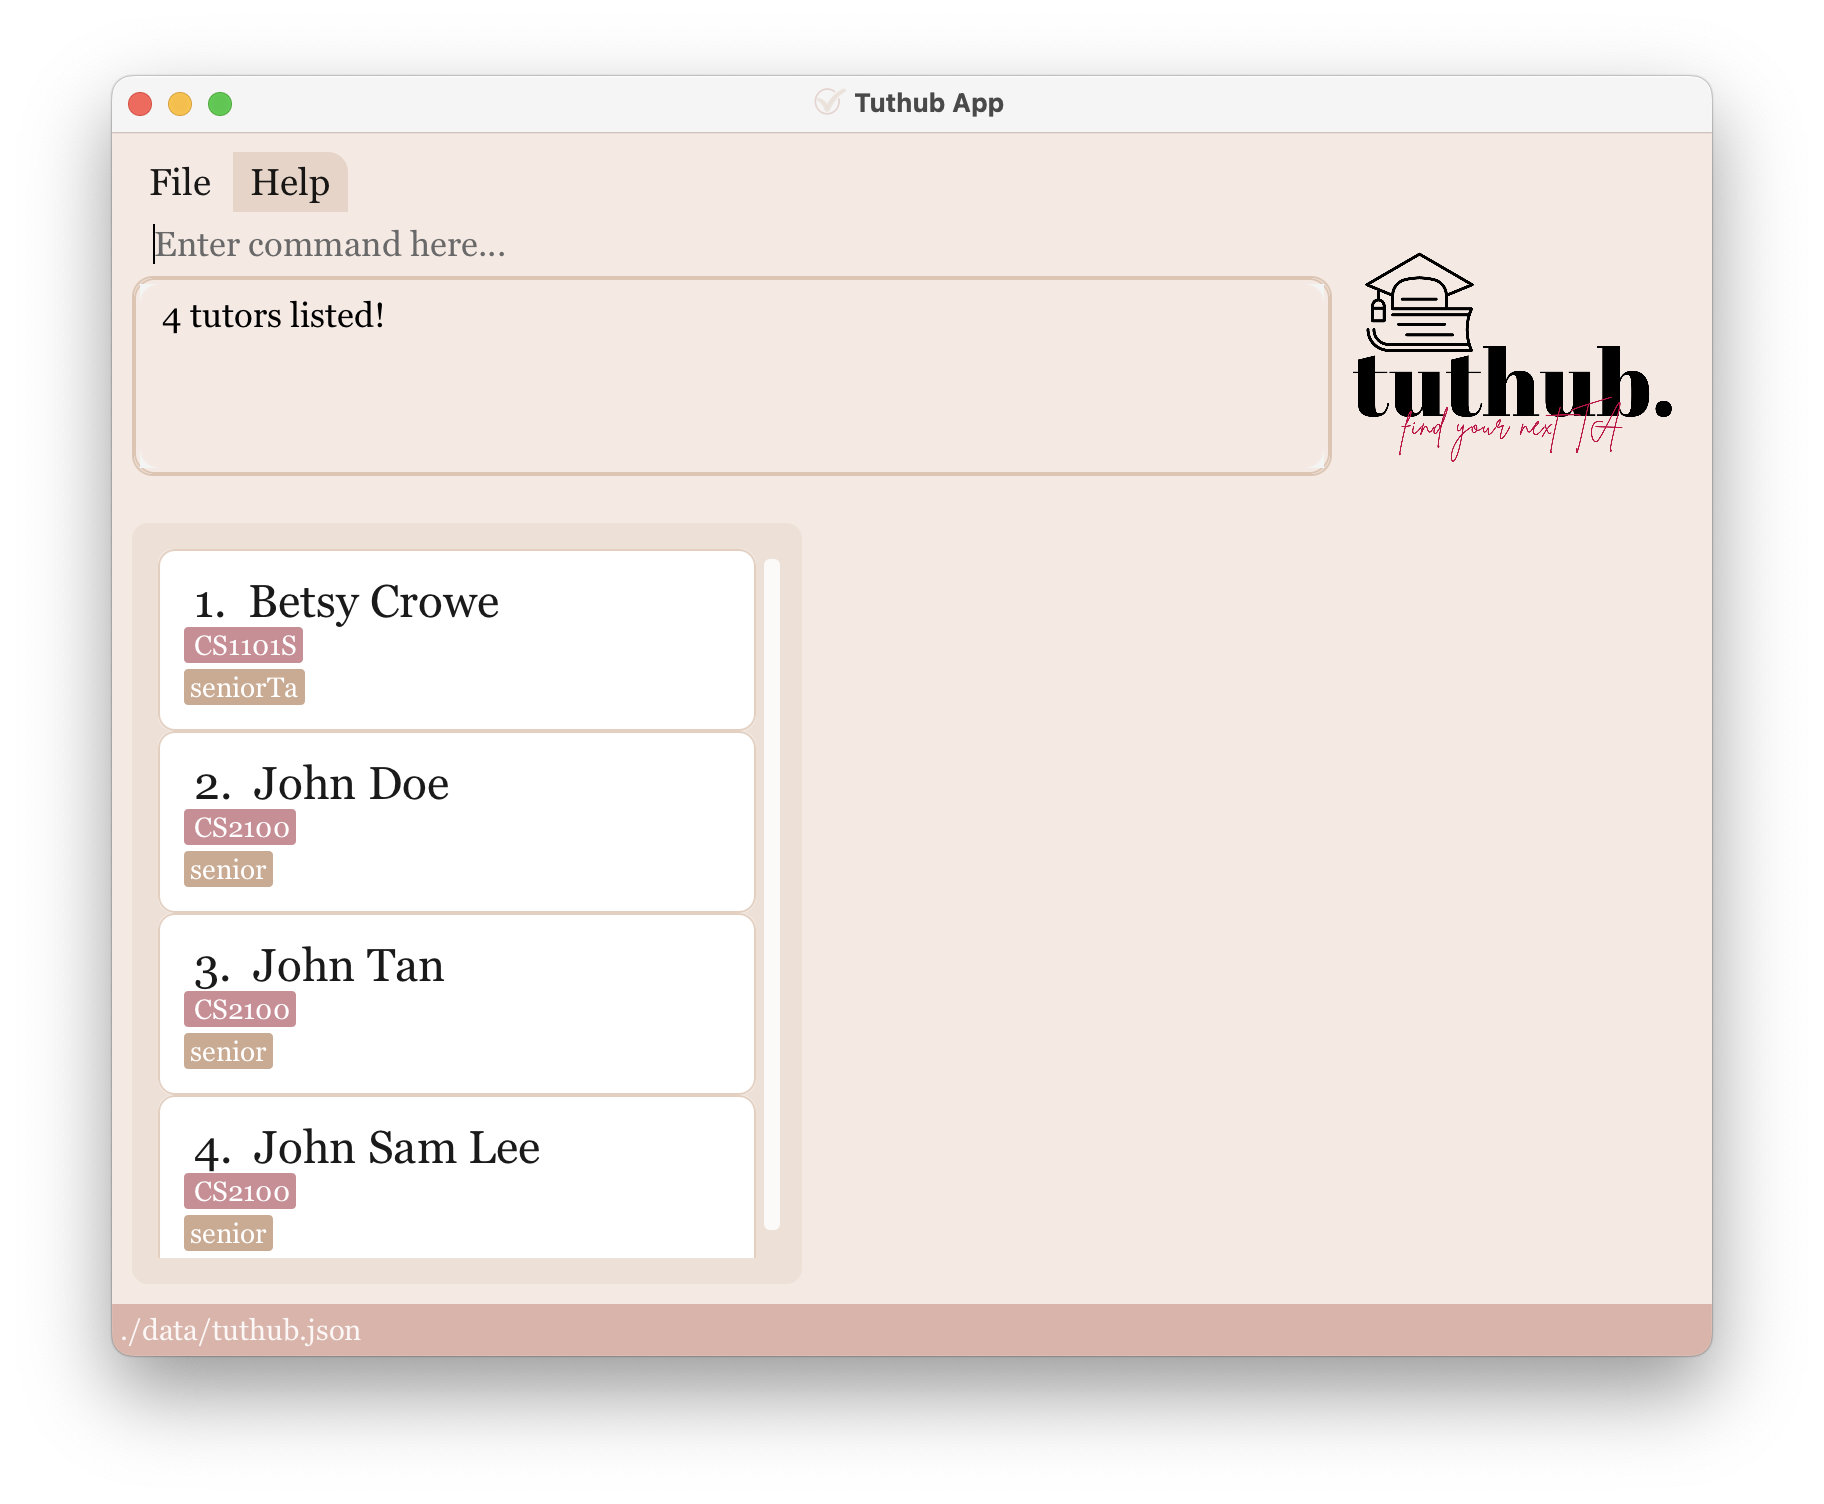 Tuthub App
File Help
Enter command here...
4 tutors listed!
tuthub.
find your next TA
1. Betsy Crowe
CS1101S
seniorTa
2. John Doe
CS2100
senior
3. John Tan
CS2100
senior
4. John Sam Lee
CS2100
senior
./data/tuthub.json